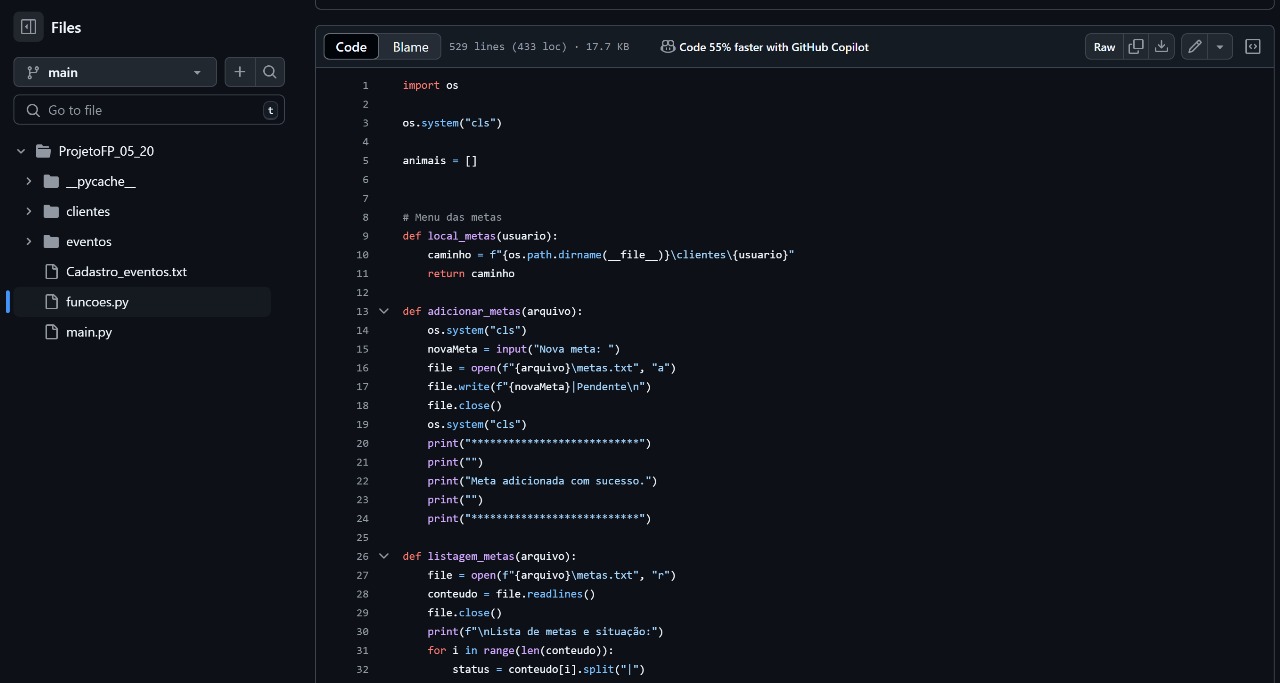 Files
main
Go to file
t
ProjetoFP_05_20
__pycache__
clientes
eventos
Cadastro_eventos.txt
funcoes.py
main.py
Code Blame 529 lines (433 loc) · 17.7 KB Code 55% faster with GitHub Copilot Raw
1 import os
2
3 os.system("cls")
4
5 animais = []
6
7
8 # Menu das metas
9 def local_metas(usuario):
10 caminho = f"{os.path.dirname(__file__)}\clientes\{usuario}"
11 return caminho
12
13 def adicionar_metas(arquivo):
14 os.system("cls")
15 novaMeta = input("Nova meta: ")
16 file = open(f"{arquivo}\metas.txt", "a")
17 file.write(f"{novaMeta}|Pendente\n")
18 file.close()
19 os.system("cls")
20 print("***************************")
21 print("")
22 print("Meta adicionada com sucesso.")
23 print("")
24 print("***************************")
25
26 def listagem_metas(arquivo):
27 file = open(f"{arquivo}\metas.txt", "r")
28 conteudo = file.readlines()
29 file.close()
30 print(f"\nLista de metas e situação:")
31 for i in range(len(conteudo)):
32 status = conteudo[i].split("|")